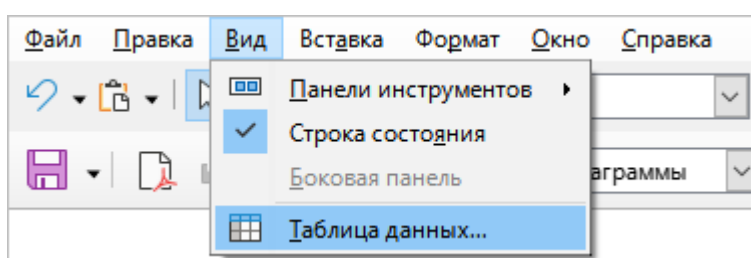 Файл Правка Вид Вставка Формат Окно Справка
Панели инструментов
Строка состояния
Боковая панель
аграммы
Таблица данных...